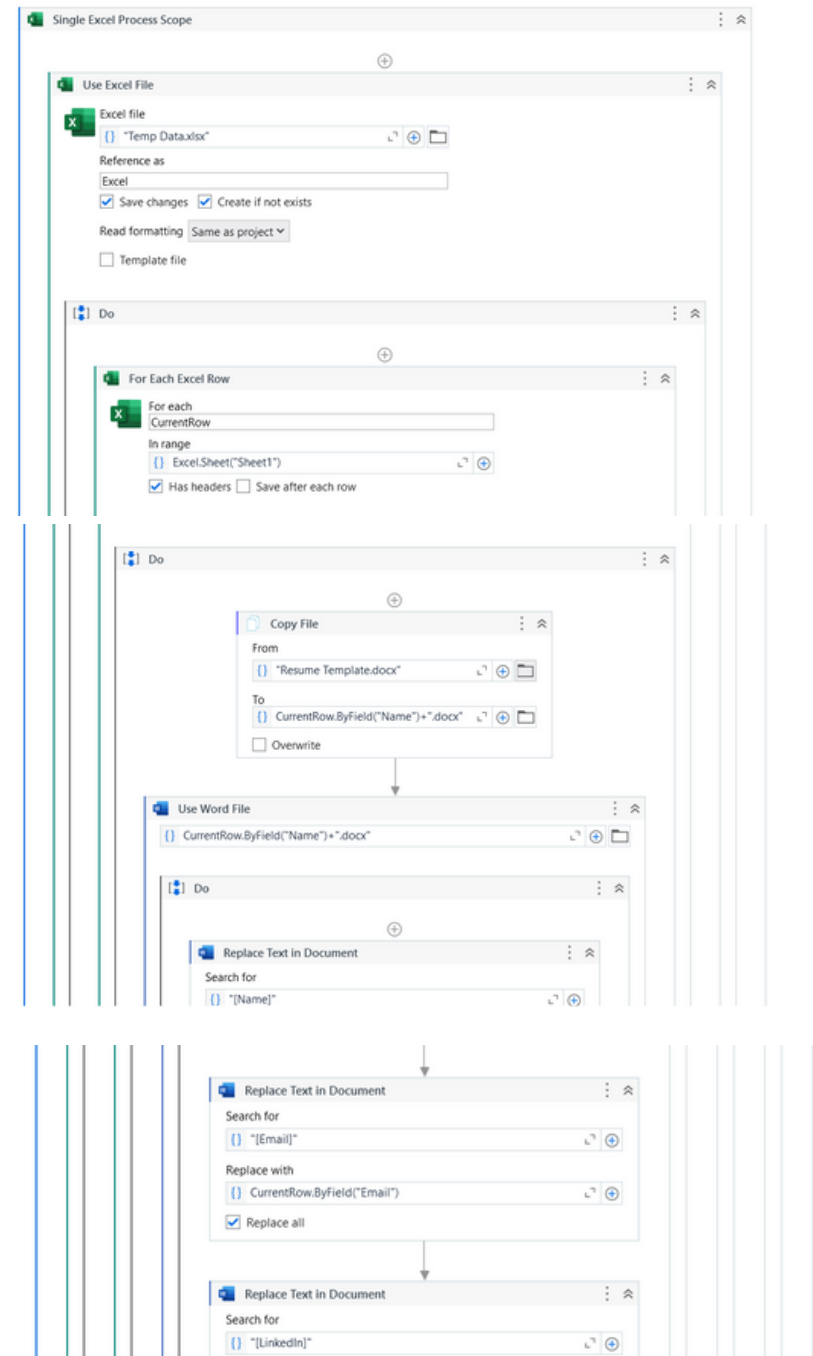 Single Excel Process Scope
Use Excel File
Excel file
"Temp Data.xlsx"
Reference as
Excel
Save changes Create if not exists
Read formatting Same as project
Template file
Do
For Each Excel Row
For each
CurrentRow
In range
Excel.Sheet("Sheet1")
Has headers Save after each row
Do
Copy File
From
"Resume Template.docx"
To
CurrentRow.ByField("Name")+".docx"
Overwrite
Use Word File
CurrentRow.ByField("Name")+".docx"
Do
Replace Text in Document
Search for
"[Name]"
Replace Text in Document
Search for
"[Email]"
Replace with
CurrentRow.ByField("Email")
Replace all
Replace Text in Document
Search for
"[LinkedIn]"